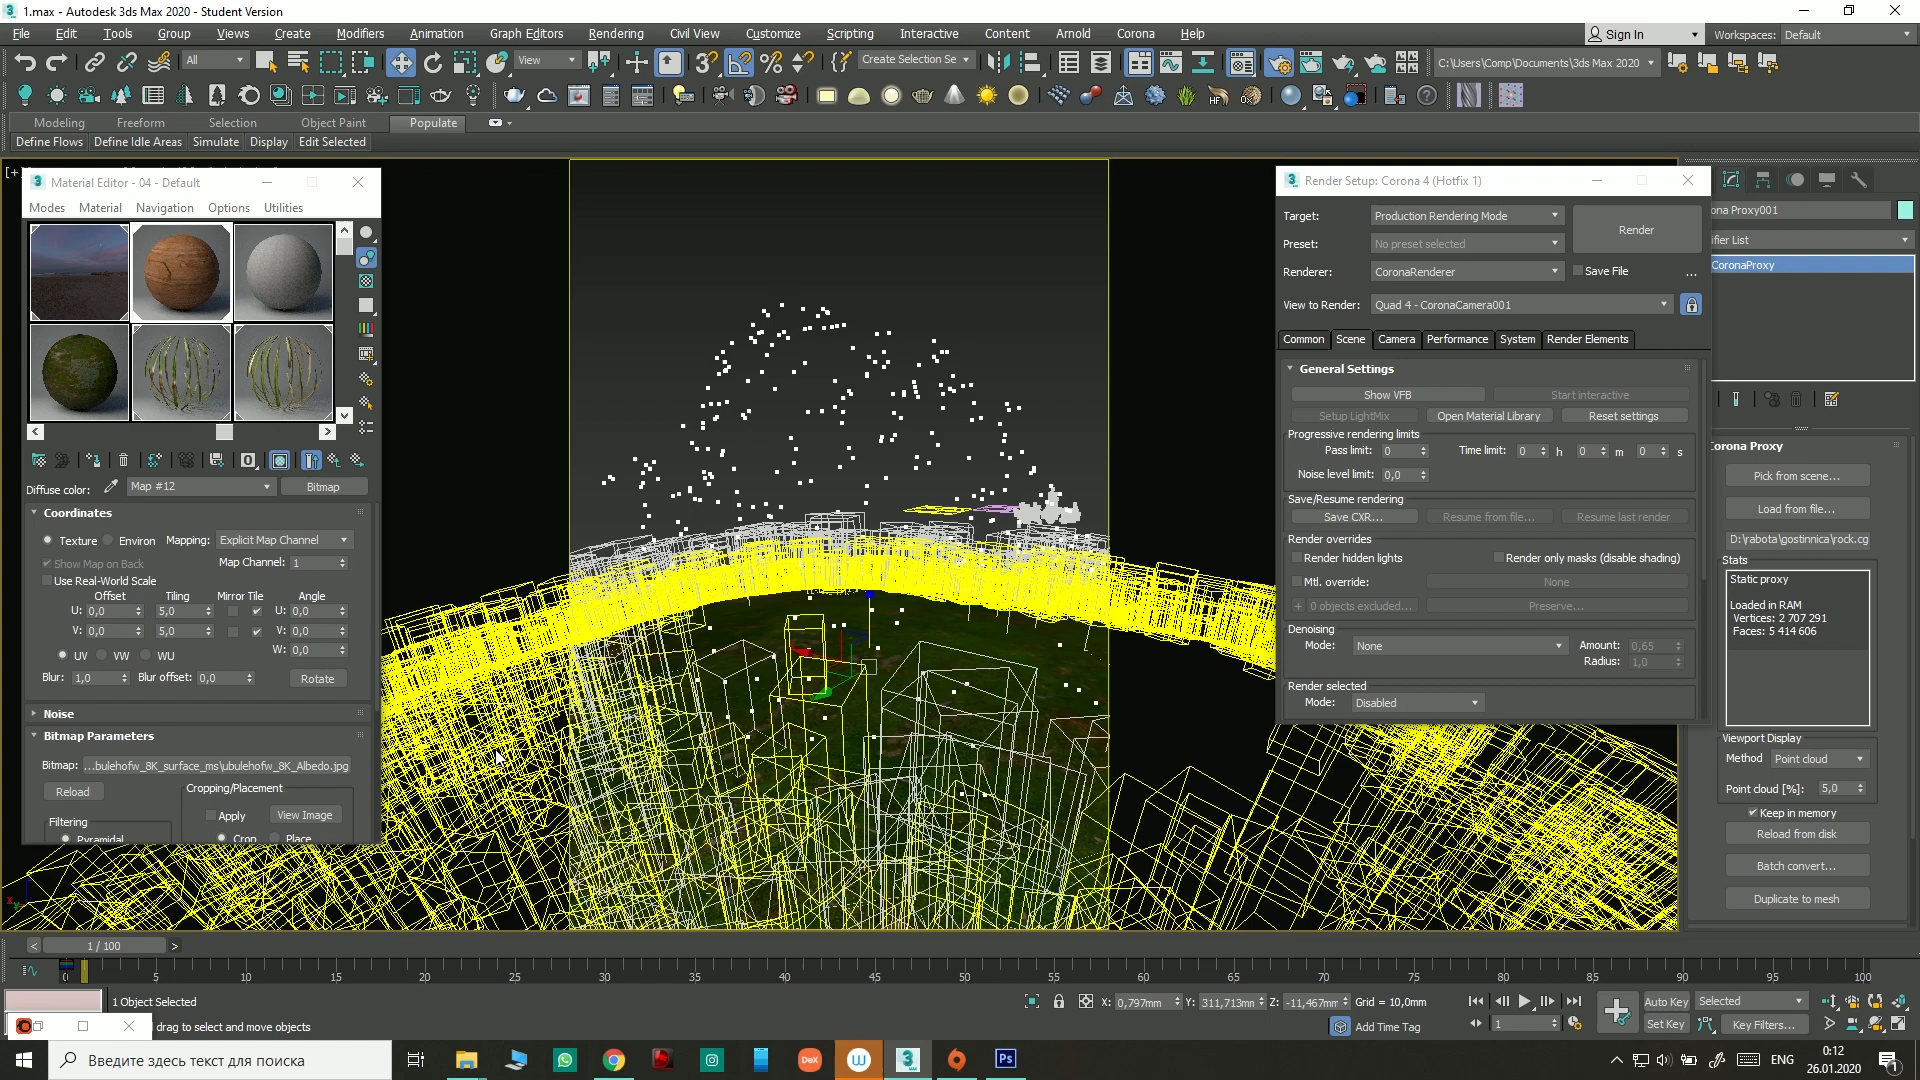 1.max - Autodesk 3ds Max 2020 - Student Version
File Edit Tools Group Views Create Modifiers Animation Graph Editors Rendering Civil View Customize Scripting Interactive Content Arnold Corona Help
Sign In
Workspaces: Default
All
View
Create Selection Se
C:\Users\Comp\Documents\3ds Max 2020
Modeling Freeform Selection Object Paint Populate
Define Flows Define Idle Areas Simulate Display Edit Selected
Material Editor - 04 - Default
Modes Material Navigation Options Utilities
Diffuse color: Map #12 Bitmap
Coordinates
Texture Environ Mapping: Explicit Map Channel
Show Map on Back Map Channel: 1
Use Real-World Scale
Offset Tiling Mirror Tile Angle
U: 0,0 5,0 U: 0,0
V: 0,0 5,0 V: 0,0
W: 0,0
UV VW WU
Blur: 1,0 Blur offset: 0,0 Rotate
Noise
Bitmap Parameters
Bitmap: ...bulehofw_8K_surface_ms\ubulehofw_8K_Albedo.jpg
Reload
Cropping/Placement
Apply View Image
Filtering
Pyramidal
Crop Place
Render Setup: Corona 4 (Hotfix 1)
Target: Production Rendering Mode
Render
Preset: No preset selected
Renderer: CoronaRenderer
Save File ...
View to Render: Quad 4 - CoronaCamera001
Common Scene Camera Performance System Render Elements
General Settings
Show VFB Start interactive
Setup LightMix Open Material Library Reset settings
Progressive rendering limits
Pass limit: 0 Time limit: 0 h 0 m 0 s
Noise level limit: 0,0
Save/Resume rendering
Save CXR... Resume from file... Resume last render
Render overrides
Render hidden lights Render only masks (disable shading)
Mtl. override: None
+ 0 objects excluded... Preserve...
Denoising
Mode: None Amount: 0,65
Radius: 1,0
Render selected
Mode: Disabled
ona Proxy001
ifier List
CoronaProxy
Corona Proxy
Pick from scene...
Load from file...
D:\rabota\gostinnica\rock.cg
Stats
Static proxy
Loaded in RAM
Vertices: 2 707 291
Faces: 5 414 606
Viewport Display
Method Point cloud
Point cloud [%]: 5,0
Keep in memory
Reload from disk
Batch convert...
Duplicate to mesh
< 1 / 100 >
0 5 10 15 20 25 30 35 40 45 50 55 60 65 70 75 80 85 90 95 100
1 Object Selected
X: 0,797mm Y: 311,713mm Z: -11,467mm Grid = 10,0mm
drag to select and move objects
Add Time Tag
1
Auto Key Selected
Set Key Key Filters...
Введите здесь текст для поиска
DeX
W
3
MAX
Ps
ENG
0:12
26.01.2020
1